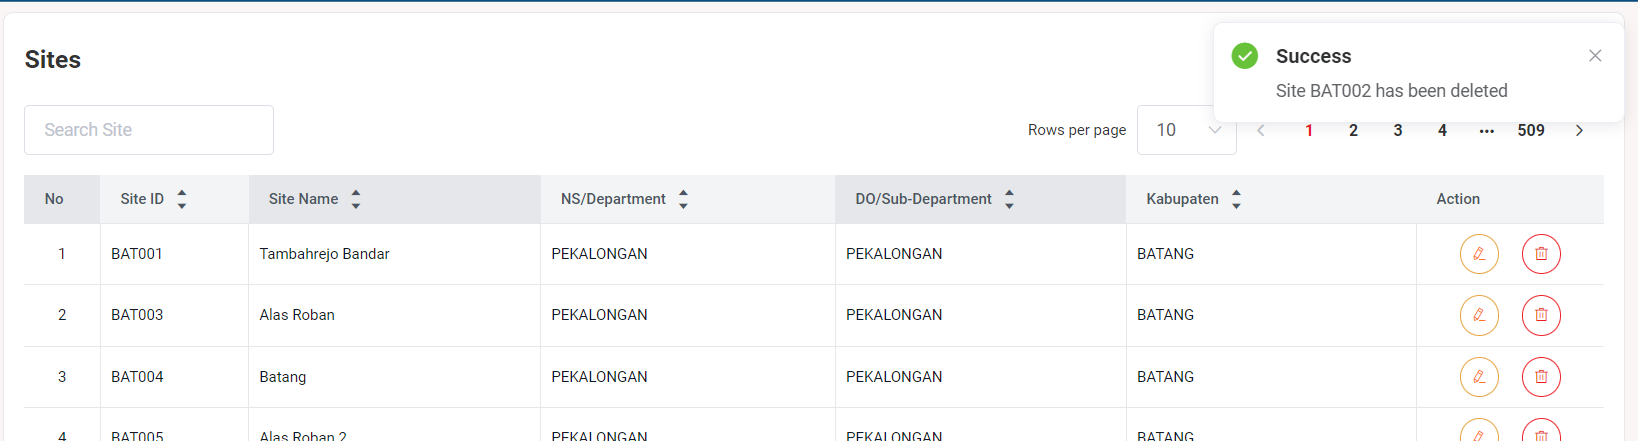 Sites
Success
Site BAT002 has been deleted
Search Site
Rows per page 10 1 2 3 4 ... 509
No Site ID Site Name NS/Department DO/Sub-Department Kabupaten Action
1 BAT001 Tambahrejo Bandar PEKALONGAN PEKALONGAN BATANG
2 BAT003 Alas Roban PEKALONGAN PEKALONGAN BATANG
3 BAT004 Batang PEKALONGAN PEKALONGAN BATANG
4 BAT005 Alas Roban 2 PEKALONGAN PEKALONGAN BATANG